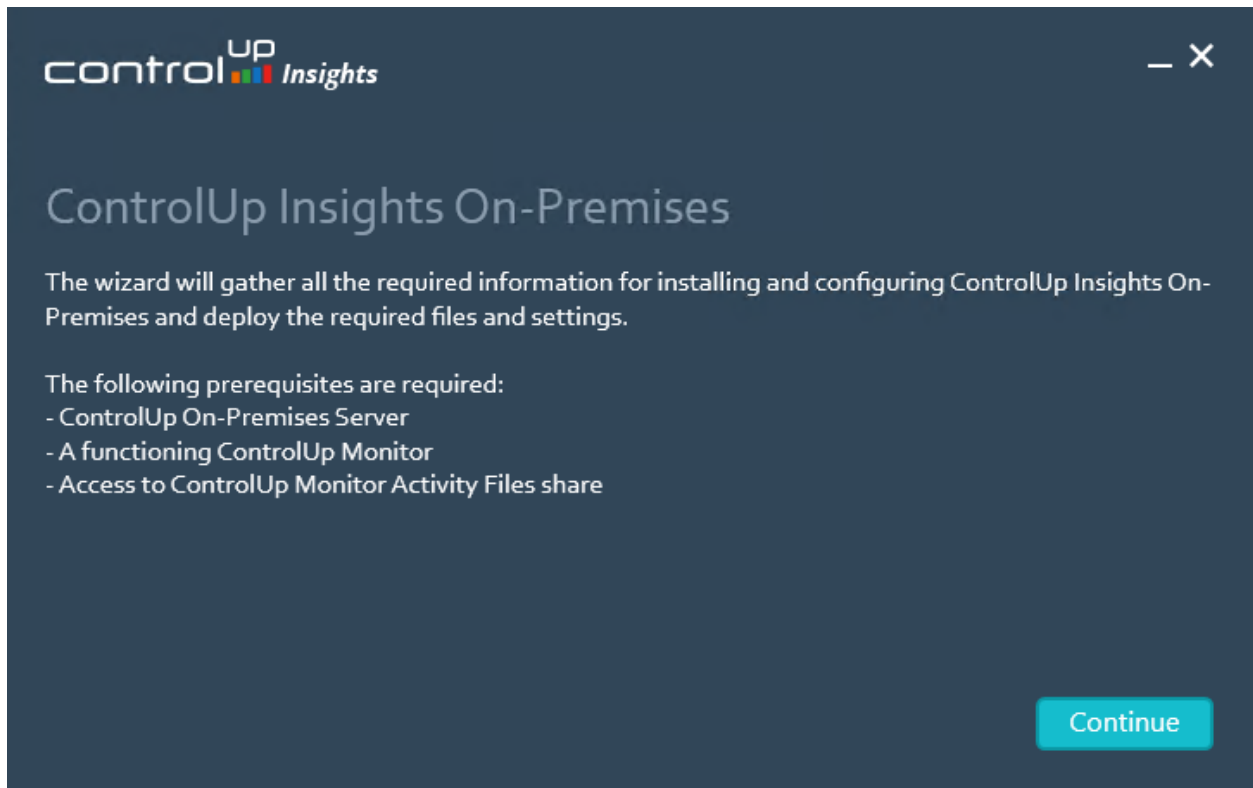 controlup Insights
ControlUp Insights On-Premises
The wizard will gather all the required information for installing and configuring ControlUp Insights On-
Premises and deploy the required files and settings.
The following prerequisites are required:
- ControlUp On-Premises Server
- A functioning ControlUp Monitor
- Access to ControlUp Monitor Activity Files share
Continue